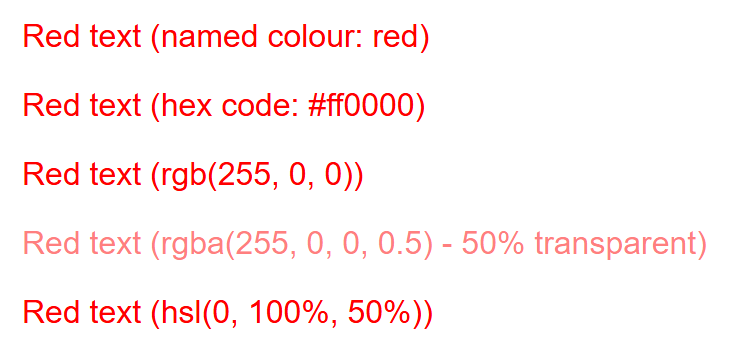 Red text (named colour: red)
Red text (hex code: #ff0000)
Red text (rgb(255, 0, 0))
Red text (rgba(255, 0, 0, 0.5) - 50% transparent)
Red text (hsl(0, 100%, 50%))